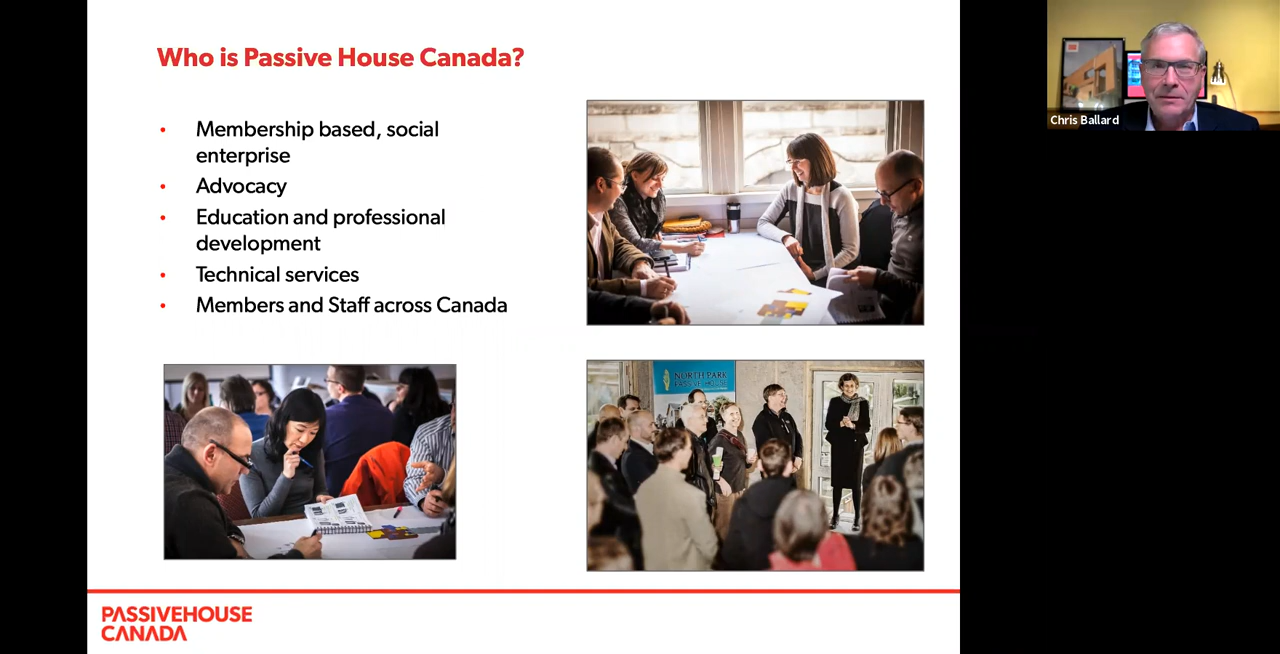 Who is Passive House Canada?
• Membership based, social
enterprise
• Advocacy
• Education and professional
development
• Technical services
• Members and Staff across Canada
NORTH PARK
PASSIVE HOUSE
PASSIVEHOUSE
CANADA
Chris Ballard